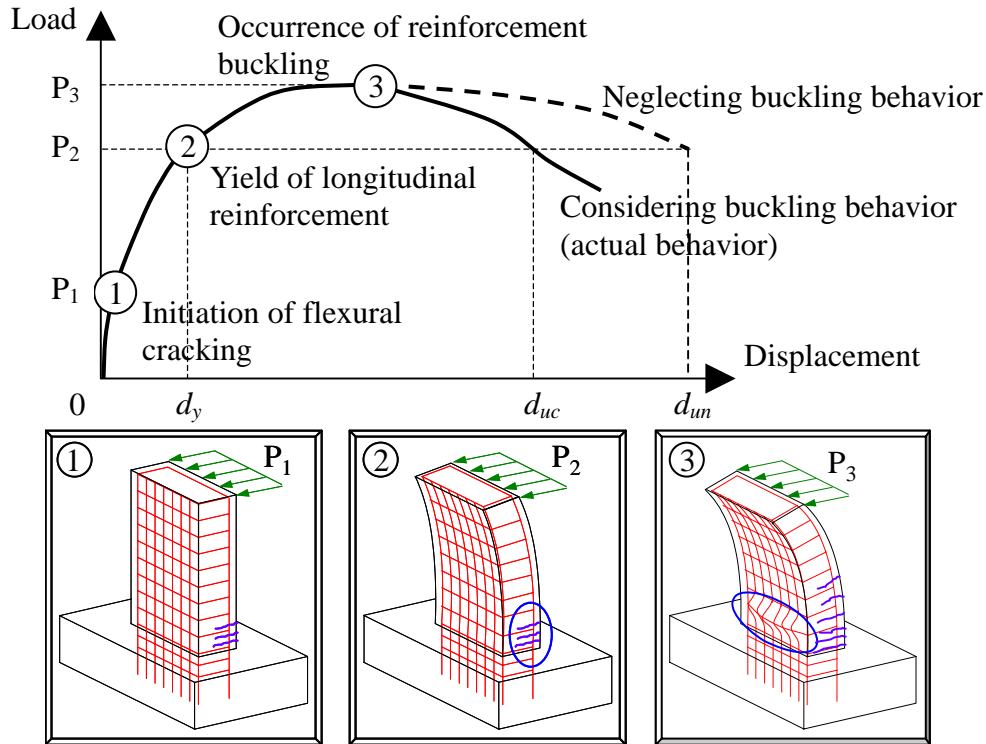 Load
Occurrence of reinforcement
buckling
P3
3
Neglecting buckling behavior
P2
2
Yield of longitudinal
reinforcement
Considering buckling behavior
(actual behavior)
P1
1
Initiation of flexural
cracking
Displacement
0
dy
duc
dun
1
P1
2
P2
3
P3